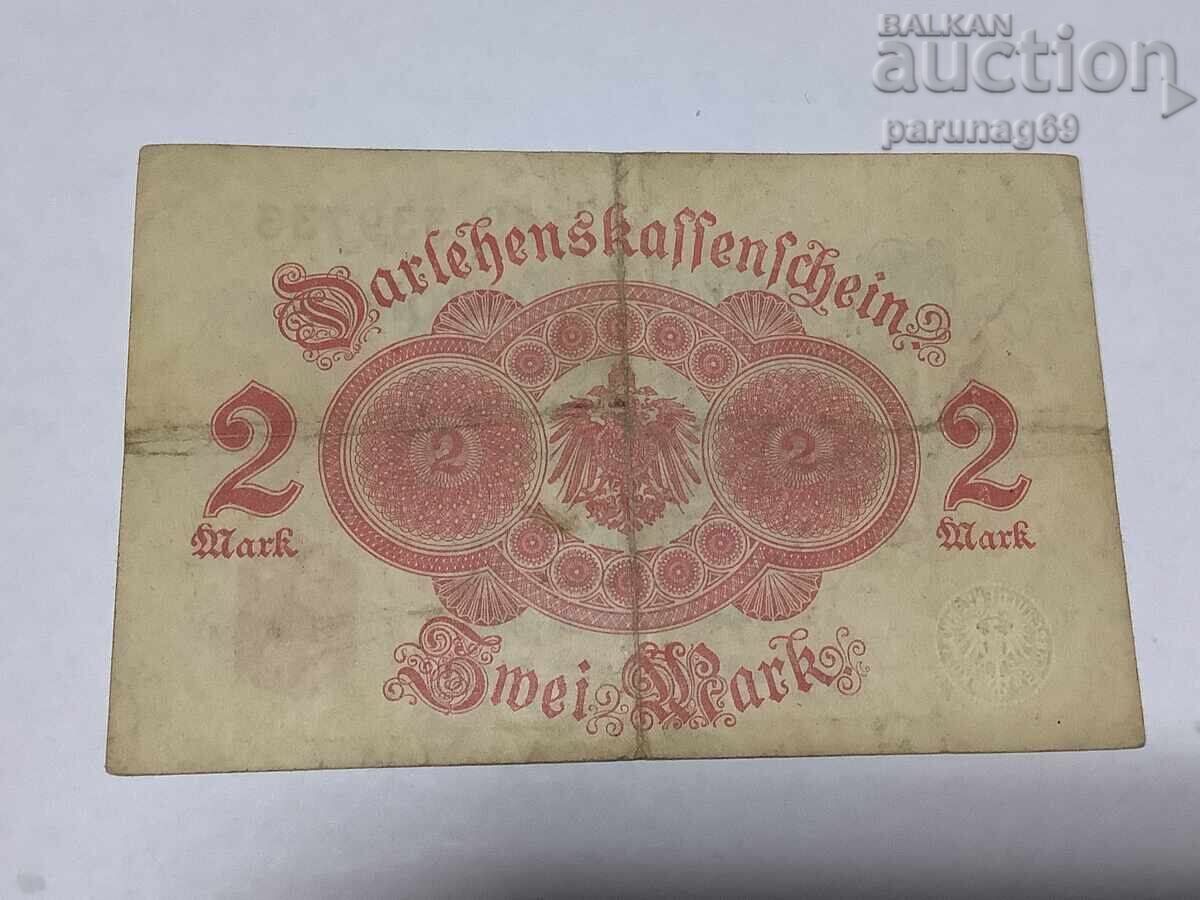 BALKAN
auction
parunag69
Darlehenskassenschein
2 2 2 2
Mark Mark
Zwei Mark